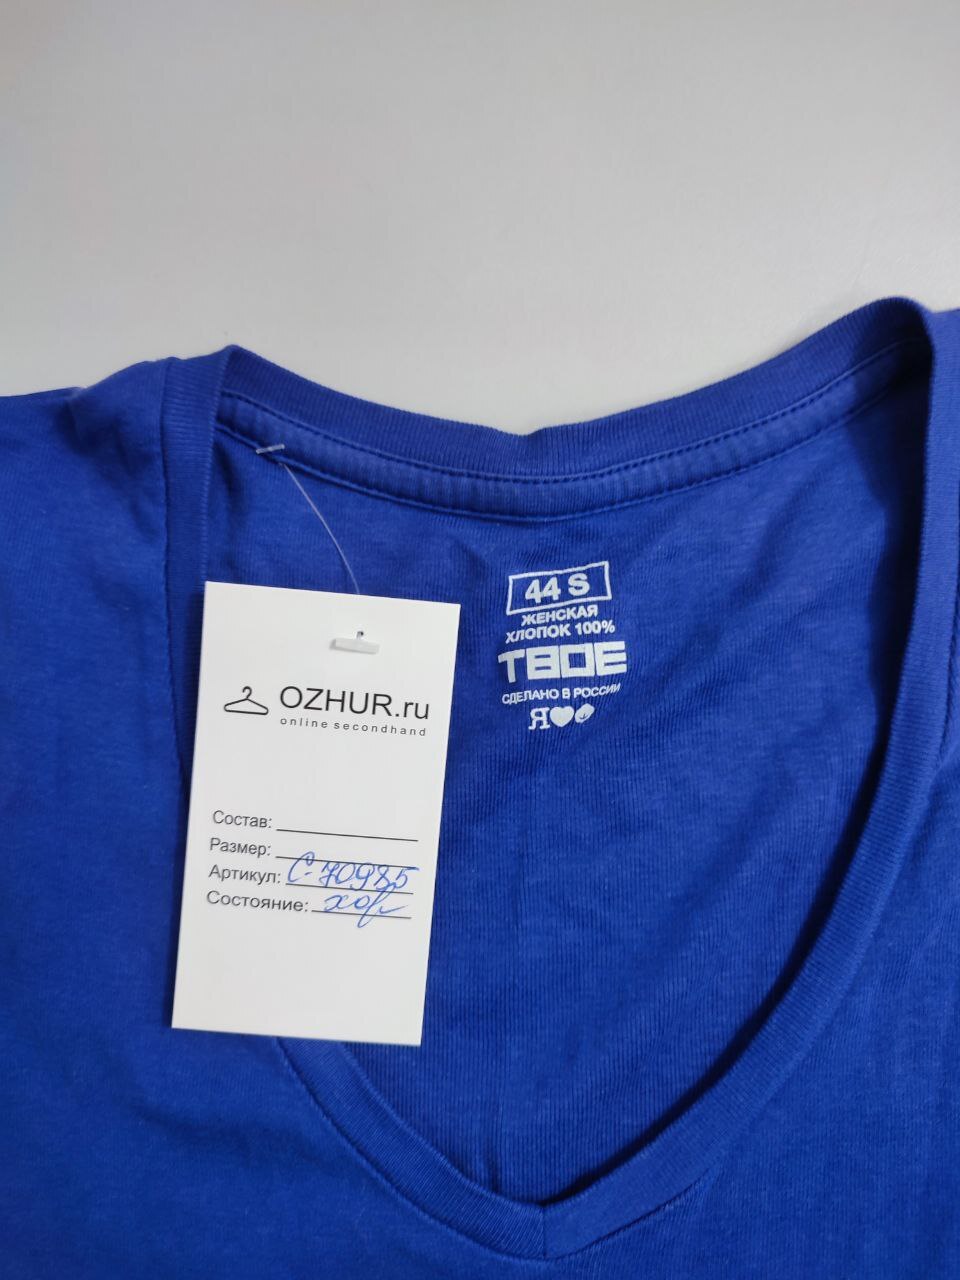 44 S
ЖЕНСКАЯ
ХЛОПОК 100%
ТВОЕ
СДЕЛАНО В РОССИИ
Я
OZHUR.ru
online secondhand
Состав:
Размер:
Артикул: С-70985
Состояние: хор